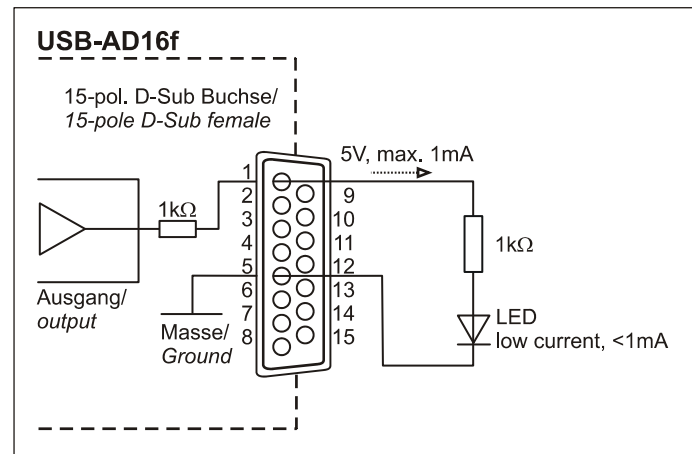 USB-AD16f
15-pol. D-Sub Buchse/
15-pole D-Sub female
5V, max. 1mA
1
2
3
4
5
6
7
8
9
10
11
12
13
14
15
1kΩ
1kΩ
Ausgang/
output
Masse/
Ground
LED
low current, <1mA